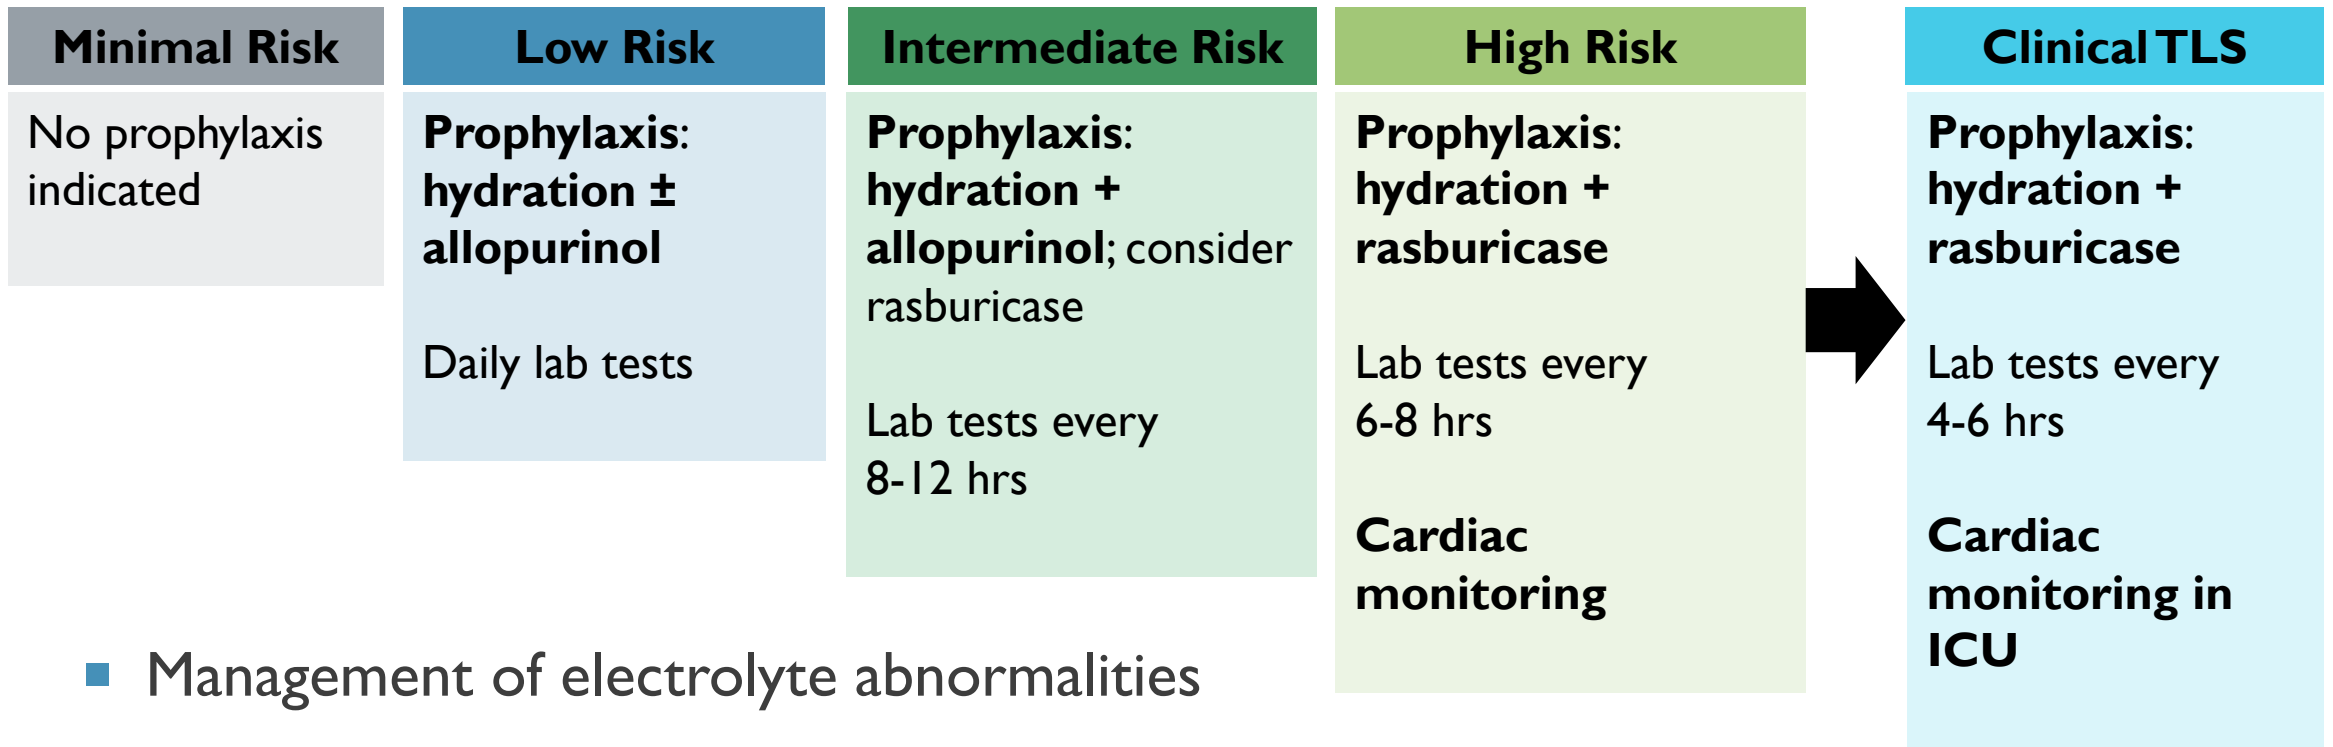 Minimal Risk
No prophylaxis
indicated
Low Risk
Prophylaxis:
hydration ±
allopurinol
Daily lab tests
Intermediate Risk
Prophylaxis:
hydration +
allopurinol; consider
rasburicase
Lab tests every
8-12 hrs
High Risk
Prophylaxis:
hydration +
rasburicase
Lab tests every
6-8 hrs
Cardiac
monitoring
Clinical TLS
Prophylaxis:
hydration +
rasburicase
Lab tests every
4-6 hrs
Cardiac
monitoring in
ICU
Management of electrolyte abnormalities